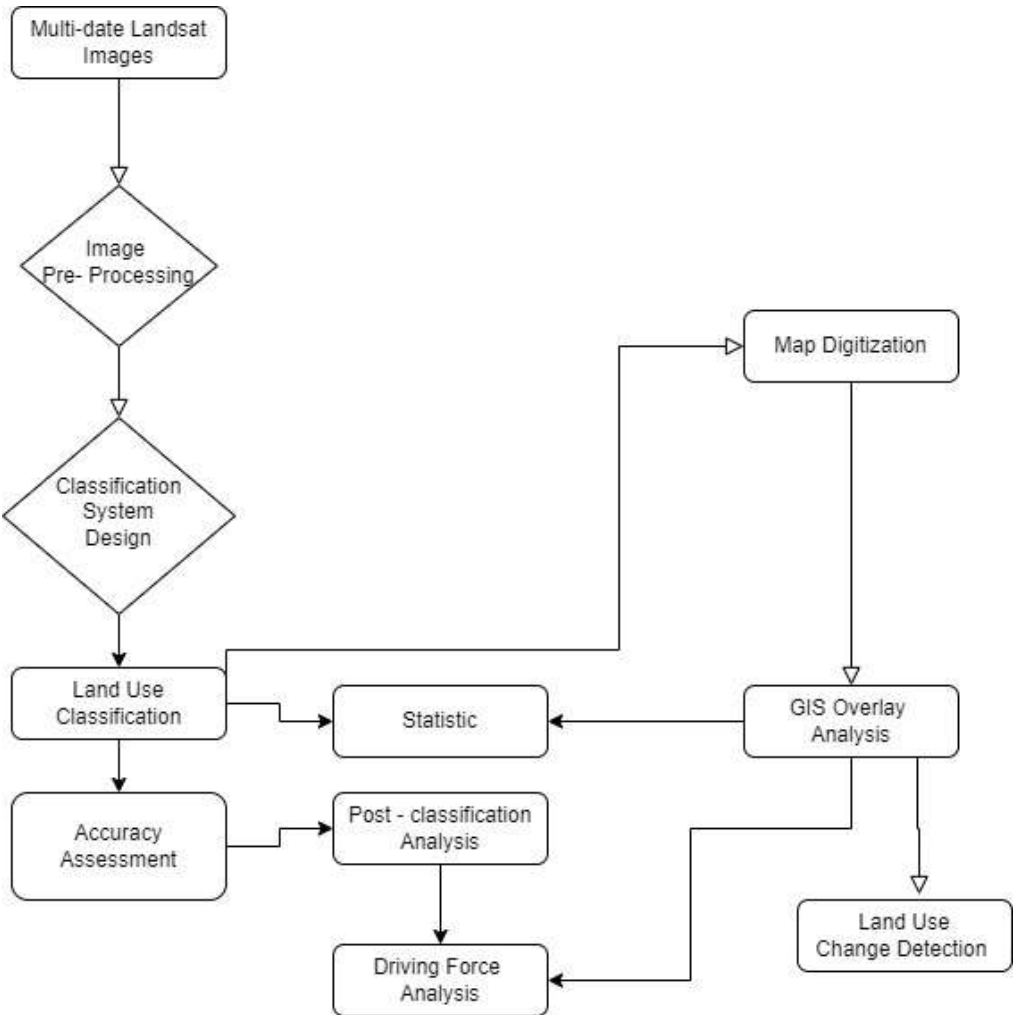 Multi-date Landsat
Images
Image
Pre- Processing
Classification
System
Design
Map Digitization
Land Use
Classification
Statistic
GIS Overlay
Analysis
Accuracy
Assessment
Post - classification
Analysis
Land Use
Change Detection
Driving Force
Analysis